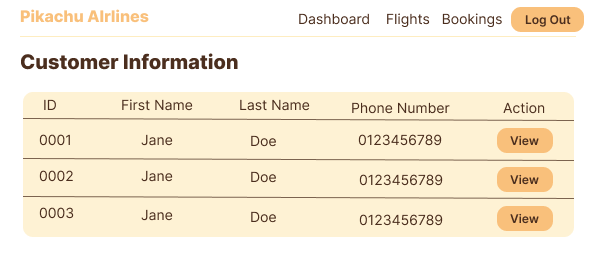 Pikachu AIrlines Dashboard Flights Bookings Log Out
Customer Information
ID First Name Last Name Phone Number Action
0001 Jane Doe 0123456789 View
0002 Jane Doe 0123456789 View
0003 Jane Doe 0123456789 View